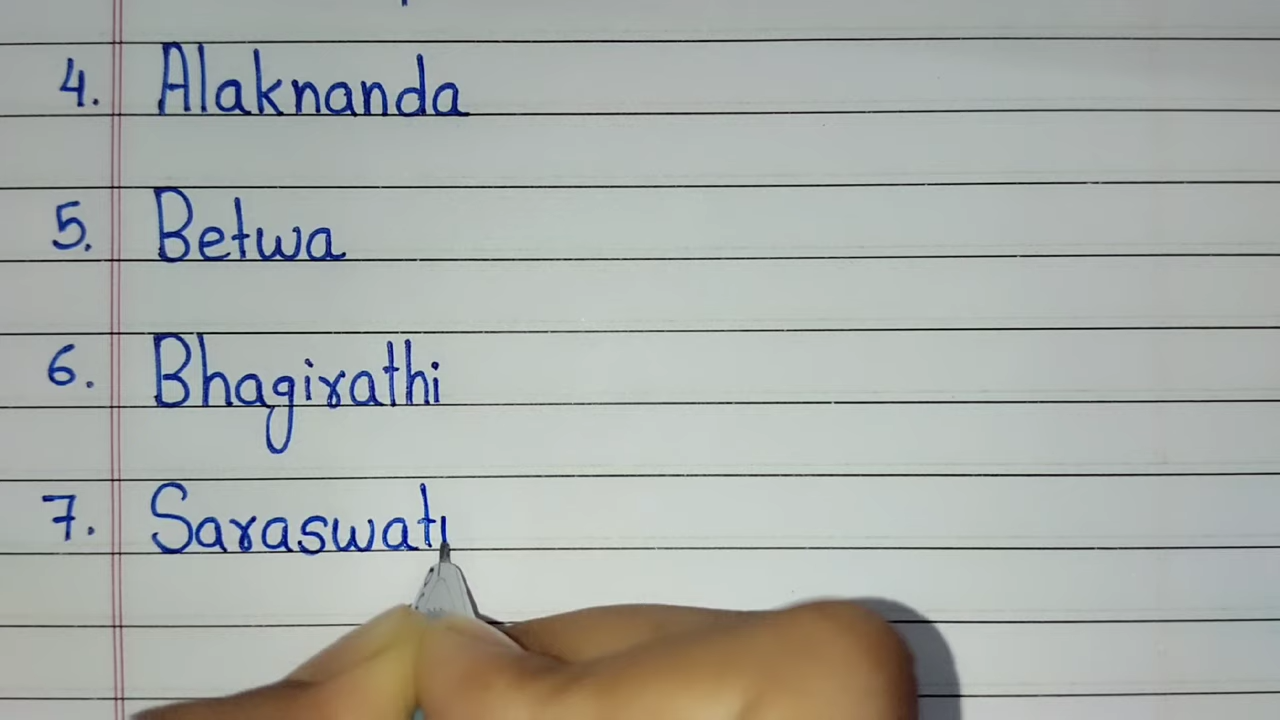 4. Alaknanda
5. Betwa
6. Bhagirathi
7. Saraswati